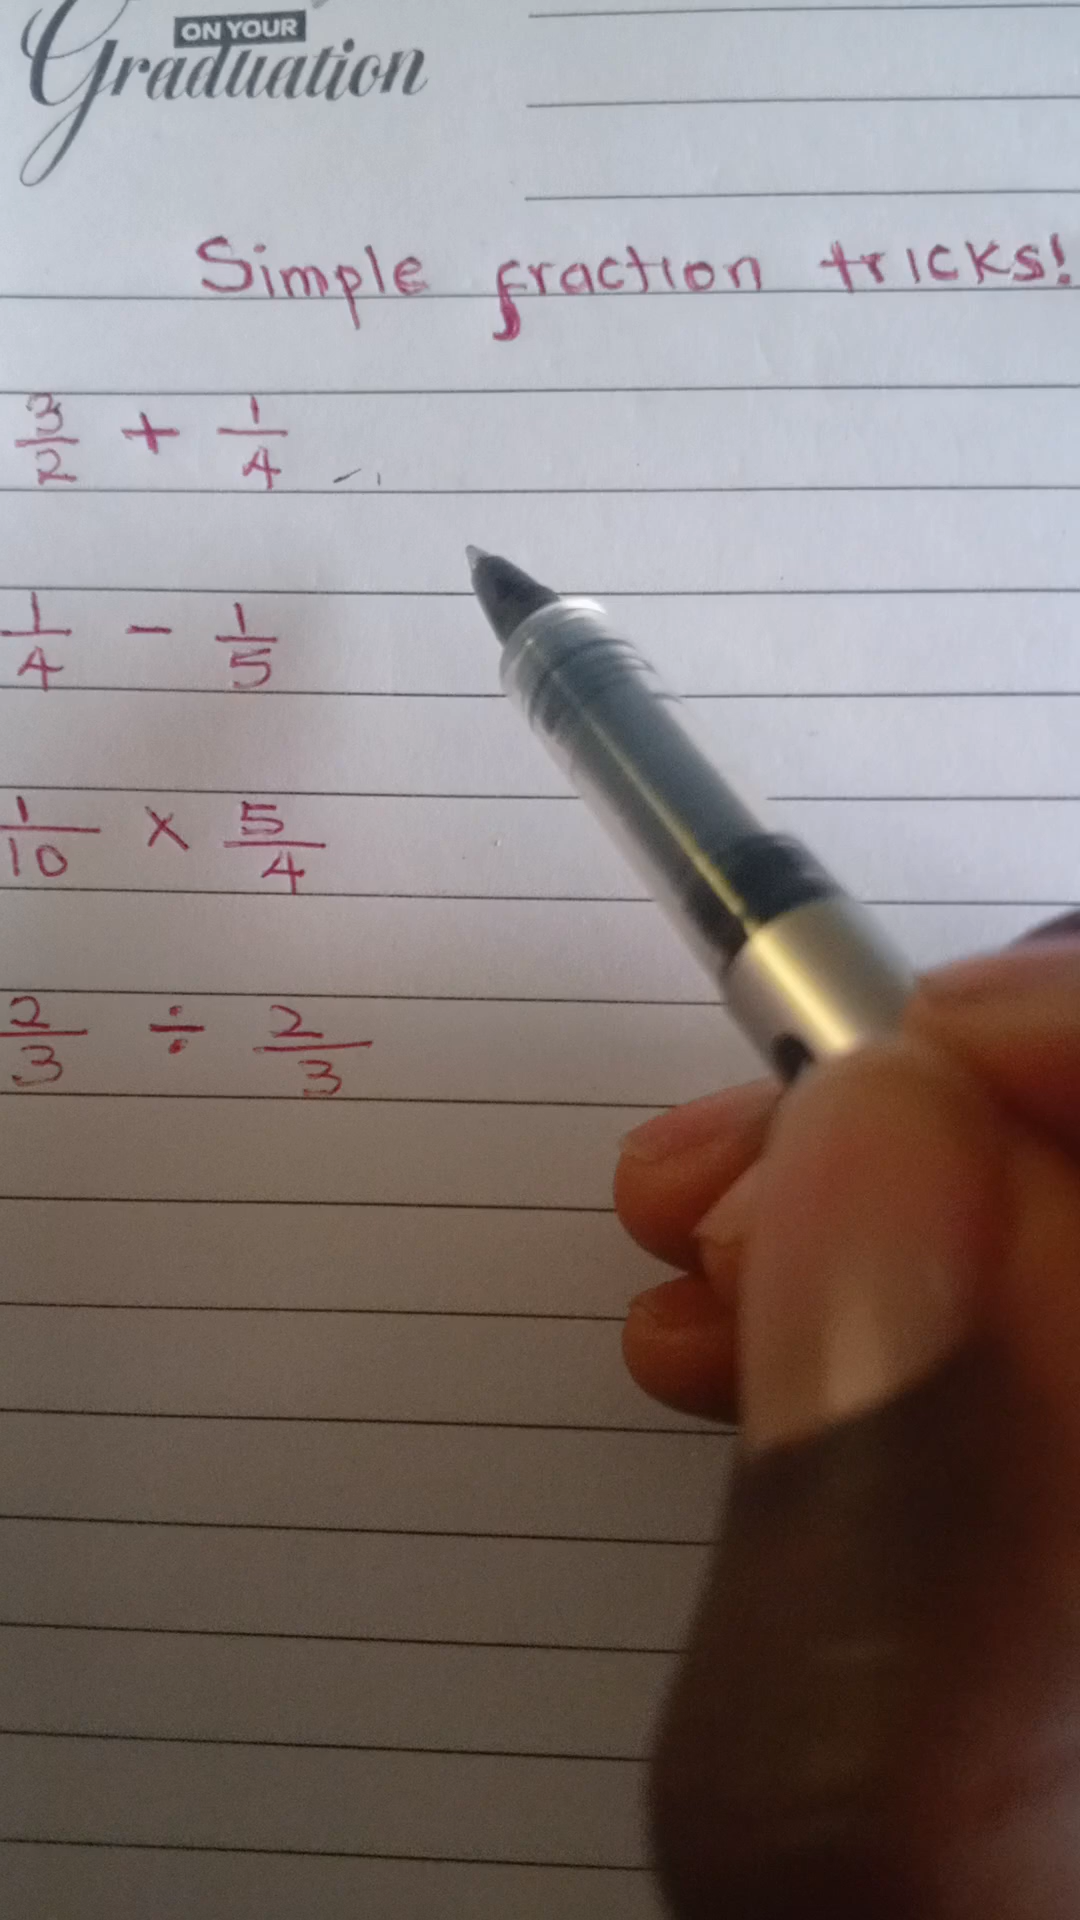 ON YOUR
Graduation
Simple fraction tricks!
3/2 + 1/4
1/4 - 1/5
1/10 × 5/4
2/3 ÷ 2/3